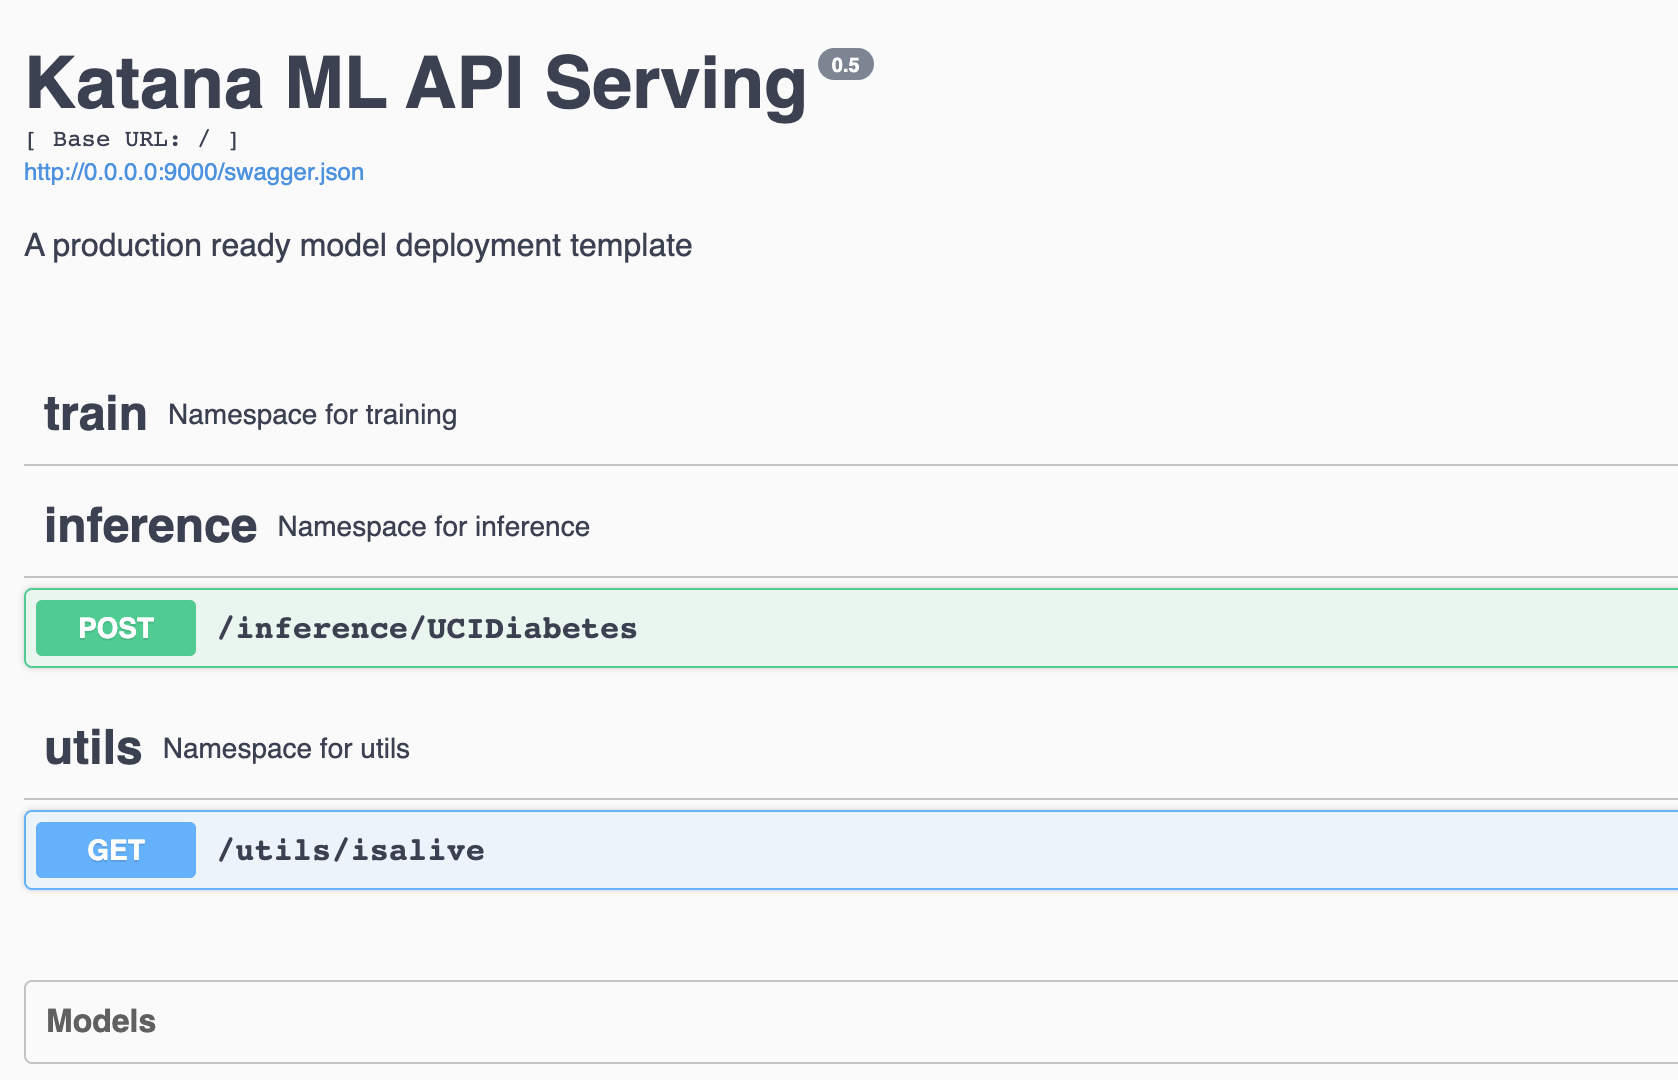 Katana ML API Serving 0.5
[ Base URL: / ]
http://0.0.0.0:9000/swagger.json
A production ready model deployment template
train Namespace for training
inference Namespace for inference
POST /inference/UCIDiabetes
utils Namespace for utils
GET /utils/isalive
Models